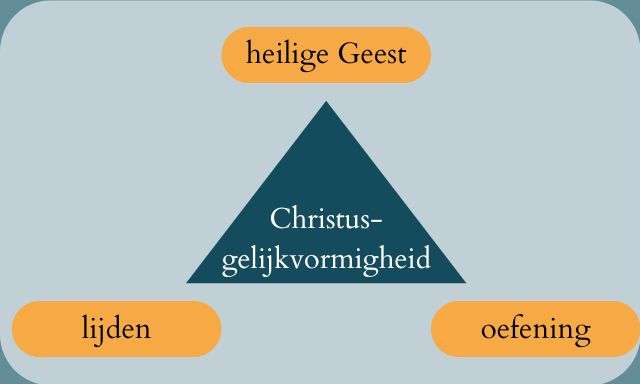 heilige Geest
Christus-
gelijkvormigheid
lijden
oefening